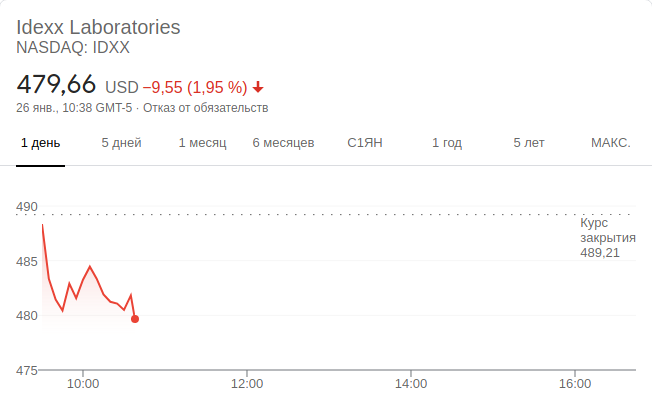 Idexx Laboratories
NASDAQ: IDXX
479,66 USD −9,55 (1,95 %)
26 янв., 10:38 GMT-5 · Отказ от обязательств
1 день 5 дней 1 месяц 6 месяцев С1ЯН 1 год 5 лет МАКС.
490
Курс
закрытия
489,21
485
480
475
10:00 12:00 14:00 16:00